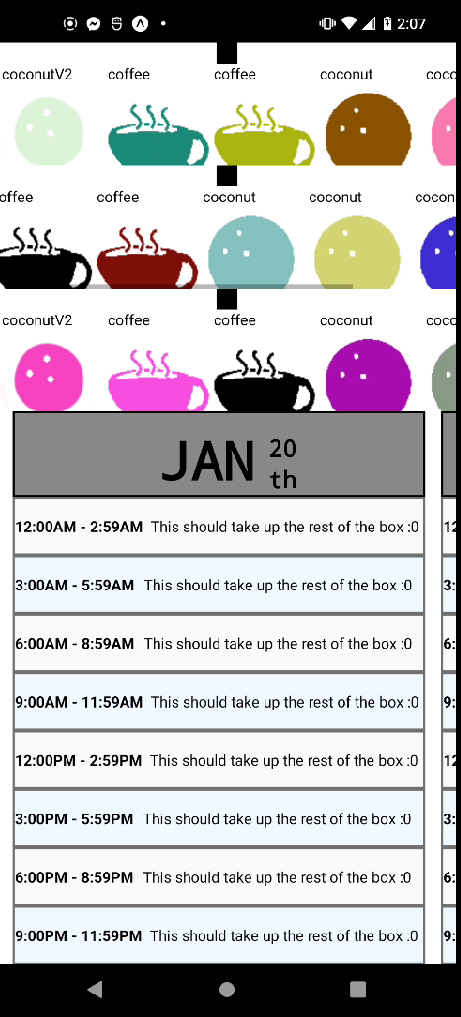 2:07
coconutV2 coffee coffee coconut coco
offee coffee coconut coconut cocon
coconutV2 coffee coffee coconut coco
JAN 20
th
12:00AM - 2:59AM This should take up the rest of the box :0 12
3:00AM - 5:59AM This should take up the rest of the box :0 3:
6:00AM - 8:59AM This should take up the rest of the box :0 6:
9:00AM - 11:59AM This should take up the rest of the box :0 9:
12:00PM - 2:59PM This should take up the rest of the box :0 12
3:00PM - 5:59PM This should take up the rest of the box :0 3:
6:00PM - 8:59PM This should take up the rest of the box :0 6:
9:00PM - 11:59PM This should take up the rest of the box :0 9: